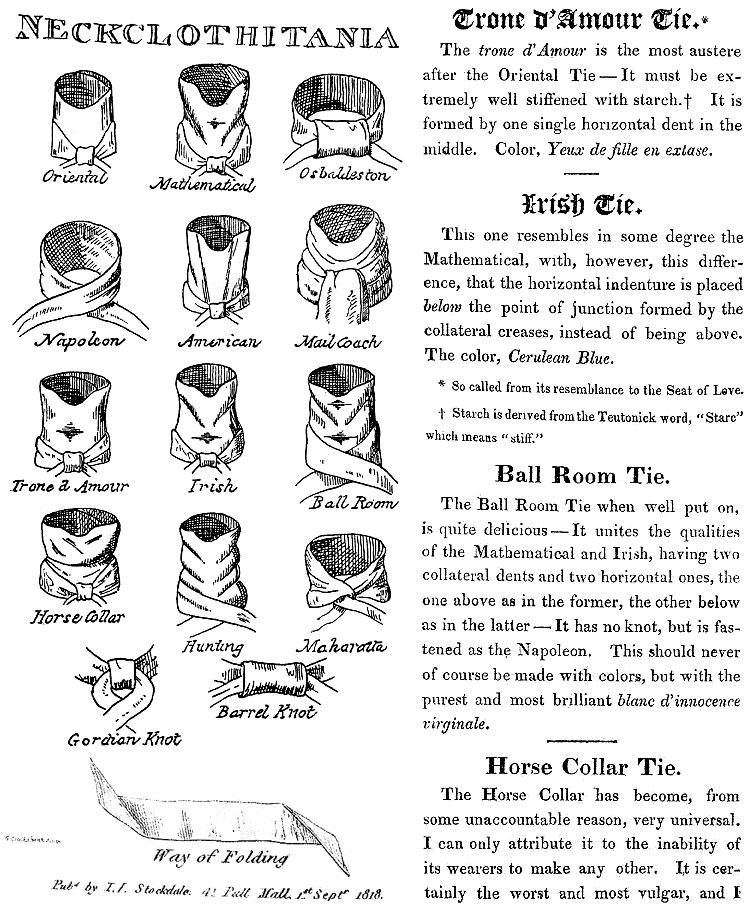 NECKCLOTHITANIA
Oriental
Mathematical
Osbaldeston
Napoleon
American
Mail Coach
Trone d Amour
Irish
Ball Room
Horse Collar
Hunting
Maharatta
Gordian Knot
Barrel Knot
Way of Folding
Pubd by I.I. Stockdale. 41 Pall Mall. 1st Septr 1818.
Trone d'Amour Tie.*
The trone d'Amour is the most austere
after the Oriental Tie—It must be ex-
tremely well stiffened with starch.† It is
formed by one single horizontal dent in the
middle. Color, Yeux de fille en extase.
Irish Tie.
This one resembles in some degree the
Mathematical, with, however, this differ-
ence, that the horizontal indenture is placed
below the point of junction formed by the
collateral creases, instead of being above.
The color, Cerulean Blue.
* So called from its resemblance to the Seat of Love.
† Starch is derived from the Teutonick word, "Starc"
which means "stiff."
Ball Room Tie.
The Ball Room Tie when well put on,
is quite delicious—It unites the qualities
of the Mathematical and Irish, having two
collateral dents and two horizontal ones, the
one above as in the former, the other below
as in the latter—It has no knot, but is fas-
tened as the Napoleon. This should never
of course be made with colors, but with the
purest and most brilliant blanc d'innocence
virginale.
Horse Collar Tie.
The Horse Collar has become, from
some unaccountable reason, very universal.
I can only attribute it to the inability of
its wearers to make any other. It is cer-
tainly the worst and most vulgar, and I